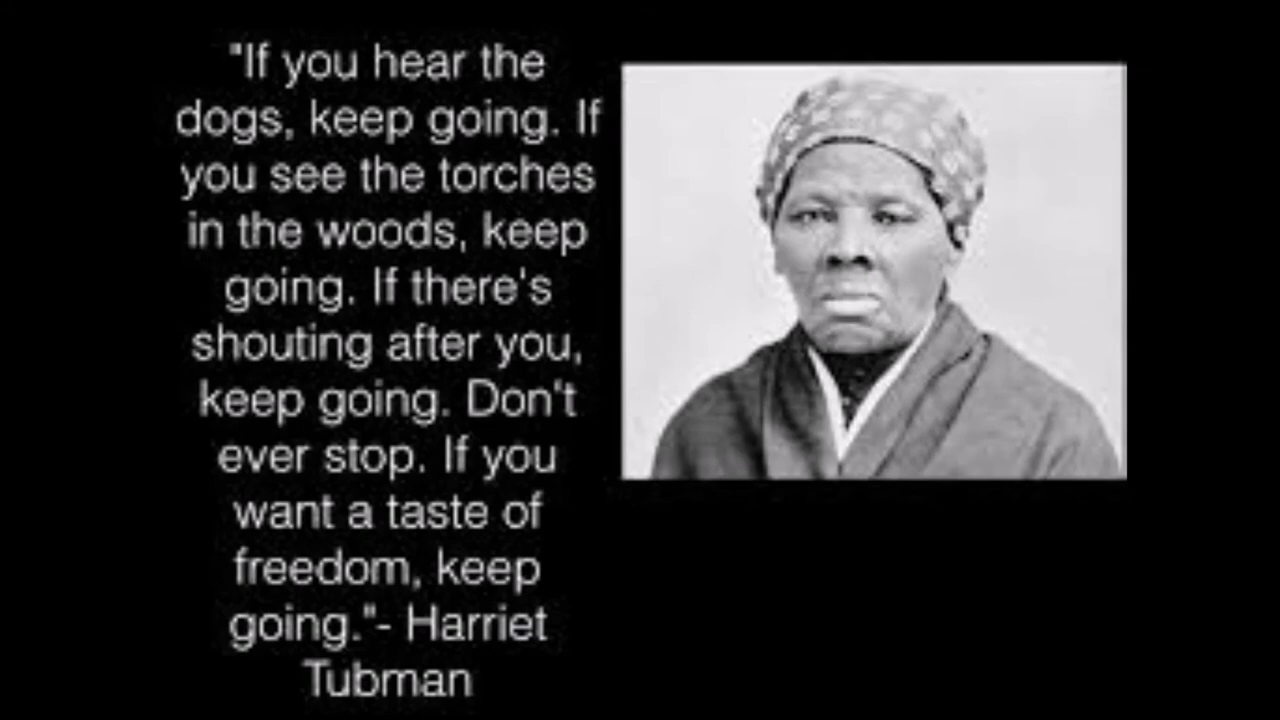 "If you hear the
dogs, keep going. If
you see the torches
in the woods, keep
going. If there's
shouting after you,
keep going. Don't
ever stop. If you
want a taste of
freedom, keep
going."- Harriet
Tubman